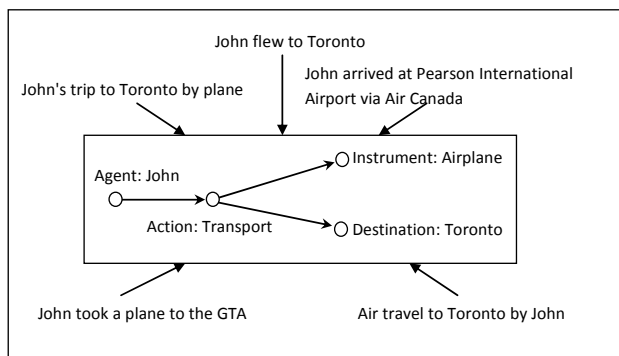 John flew to Toronto
John arrived at Pearson International
Airport via Air Canada
John's trip to Toronto by plane
Instrument: Airplane
Agent: John
Action: Transport
Destination: Toronto
John took a plane to the GTA
Air travel to Toronto by John